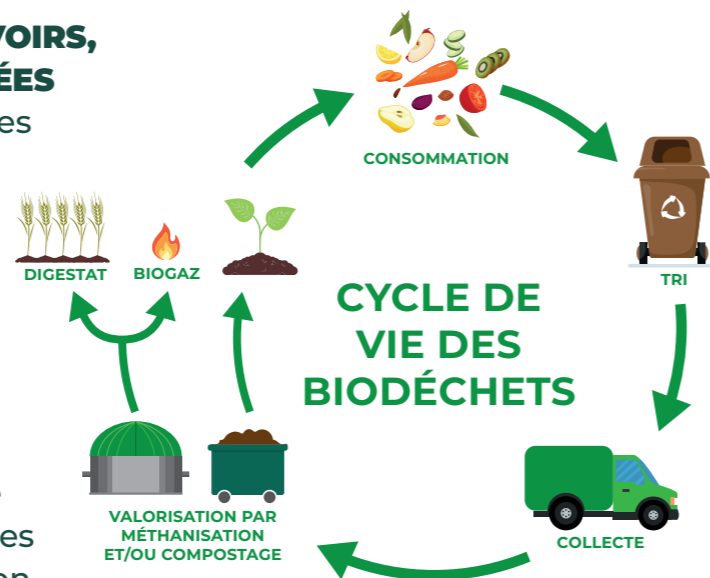 VOIRS,
ÉES
es
CONSOMMATION
DIGESTAT
BIOGAZ
TRI
CYCLE DE
VIE DES
BIODÉCHETS
VALORISATION PAR
MÉTHANISATION
ET/OU COMPOSTAGE
COLLECTE
es
on